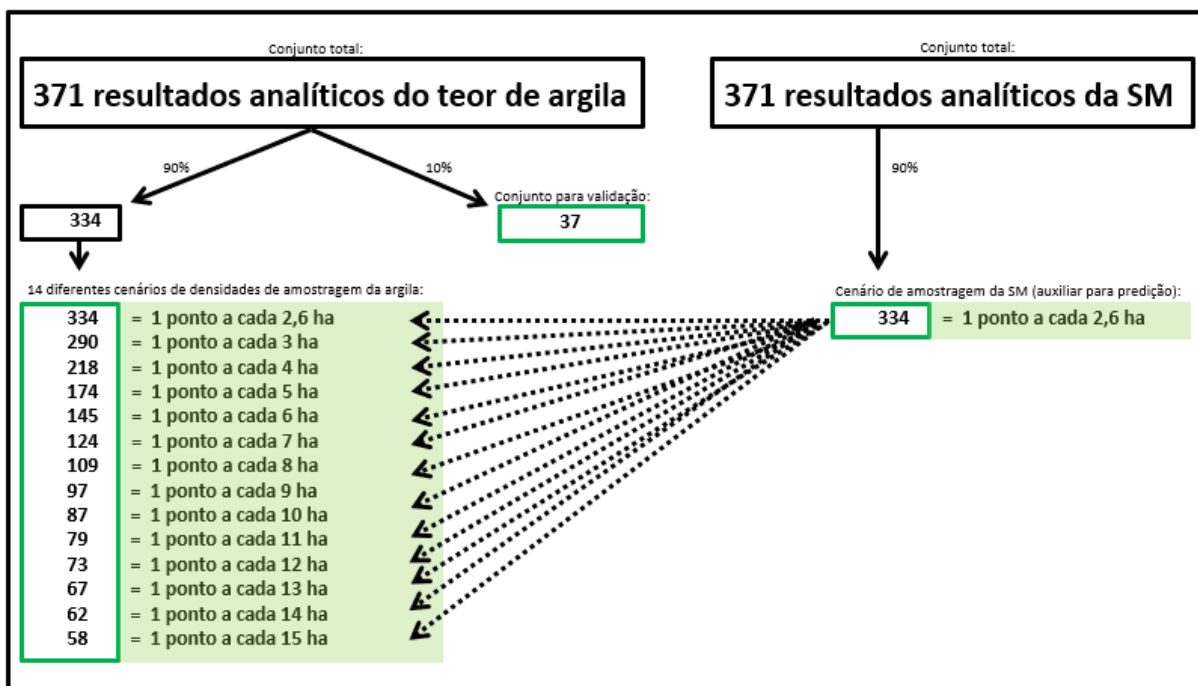 Conjunto total:
371 resultados analíticos do teor de argila
90%
10%
334
Conjunto para validação:
37
14 diferentes cenários de densidades de amostragem da argila:
334 = 1 ponto a cada 2,6 ha
290 = 1 ponto a cada 3 ha
218 = 1 ponto a cada 4 ha
174 = 1 ponto a cada 5 ha
145 = 1 ponto a cada 6 ha
124 = 1 ponto a cada 7 ha
109 = 1 ponto a cada 8 ha
97 = 1 ponto a cada 9 ha
87 = 1 ponto a cada 10 ha
79 = 1 ponto a cada 11 ha
73 = 1 ponto a cada 12 ha
67 = 1 ponto a cada 13 ha
62 = 1 ponto a cada 14 ha
58 = 1 ponto a cada 15 ha
Conjunto total:
371 resultados analíticos da SM
90%
Cenário de amostragem da SM (auxiliar para predição):
334 = 1 ponto a cada 2,6 ha